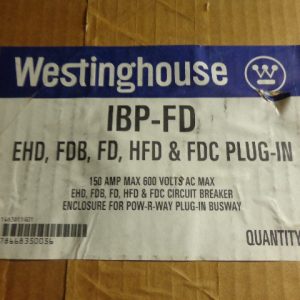 Westinghouse
IBP-FD
EHD, FDB, FD, HFD & FDC PLUG-IN
150 AMP MAX 600 VOLTS AC MAX
EHD, FDB, FD, HFD & FDC CIRCUIT BREAKER
ENCLOSURE FOR POW-R-WAY PLUG-IN BUSWAY
78668350056
QUANTITY